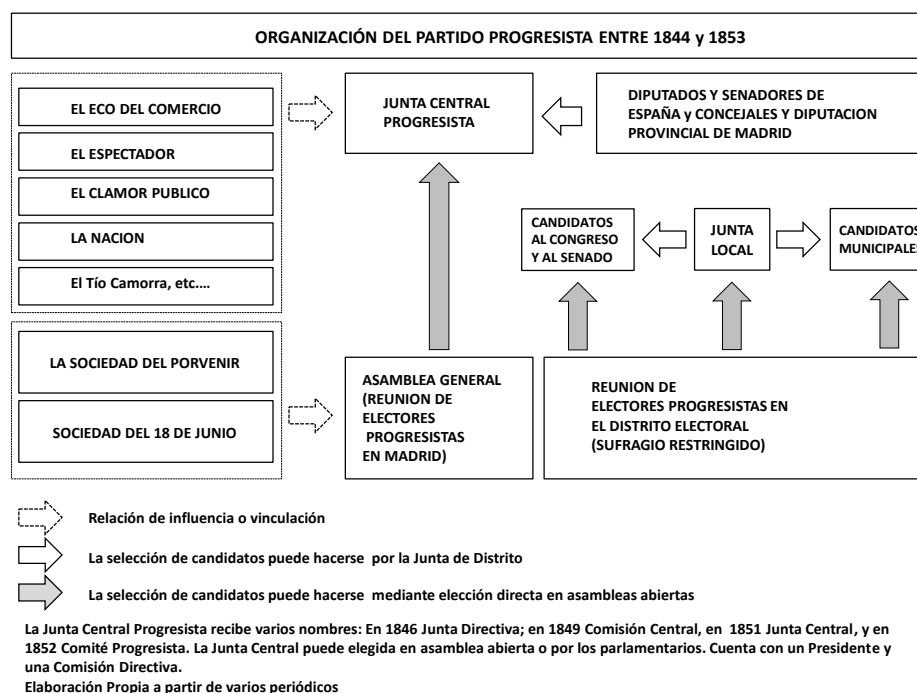 ORGANIZACIÓN DEL PARTIDO PROGRESISTA ENTRE 1844 y 1853
EL ECO DEL COMERCIO
EL ESPECTADOR
EL CLAMOR PUBLICO
LA NACION
El Tío Camorra, etc....
LA SOCIEDAD DEL PORVENIR
SOCIEDAD DEL 18 DE JUNIO
JUNTA CENTRAL
PROGRESISTA
DIPUTADOS Y SENADORES DE
ESPAÑA y CONCEJALES Y DIPUTACION
PROVINCIAL DE MADRID
CANDIDATOS
AL CONGRESO
Y AL SENADO
JUNTA
LOCAL
CANDIDATOS
MUNICIPALES
ASAMBLEA GENERAL
(REUNION DE
ELECTORES
PROGRESISTAS
EN MADRID)
REUNION DE
ELECTORES PROGRESISTAS EN
EL DISTRITO ELECTORAL
(SUFRAGIO RESTRINGIDO)
Relación de influencia o vinculación
La selección de candidatos puede hacerse por la Junta de Distrito
La selección de candidatos puede hacerse mediante elección directa en asambleas abiertas
La Junta Central Progresista recibe varios nombres: En 1846 Junta Directiva; en 1849 Comisión Central, en 1851 Junta Central, y en
1852 Comité Progresista. La Junta Central puede elegida en asamblea abierta o por los parlamentarios. Cuenta con un Presidente y
una Comisión Directiva.
Elaboración Propia a partir de varios periódicos